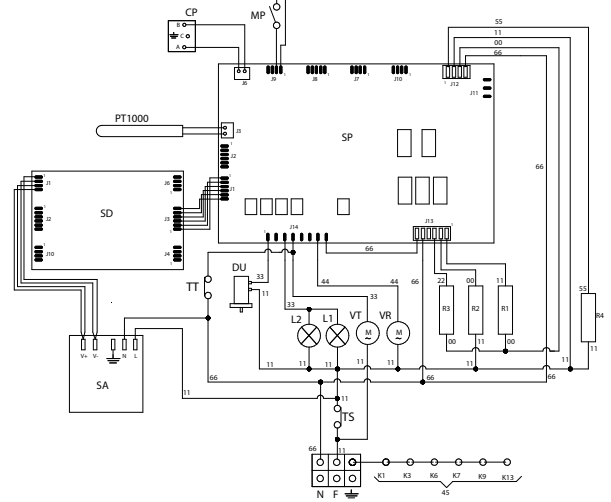 CP
MP
B
C
A
55
11
00
66
J6
J9
J8
J7
J10
J12
J11
PT1000
J5
SP
J2
66
J1
J6
J1
SD
J2
J3
J10
J4
J14
J13
66
TT
DU
33
11
44
44
66
22
00
11
55
33
33
L2
L1
VT
VR
M
M
R3
R2
R1
R4
00
11
00
11
V+
V-
N
L
11
11
11
11
11
11
11
SA
66
66
66
11
11
TS
66
11
N
F
K1
K3
K6
K7
K9
K13
45